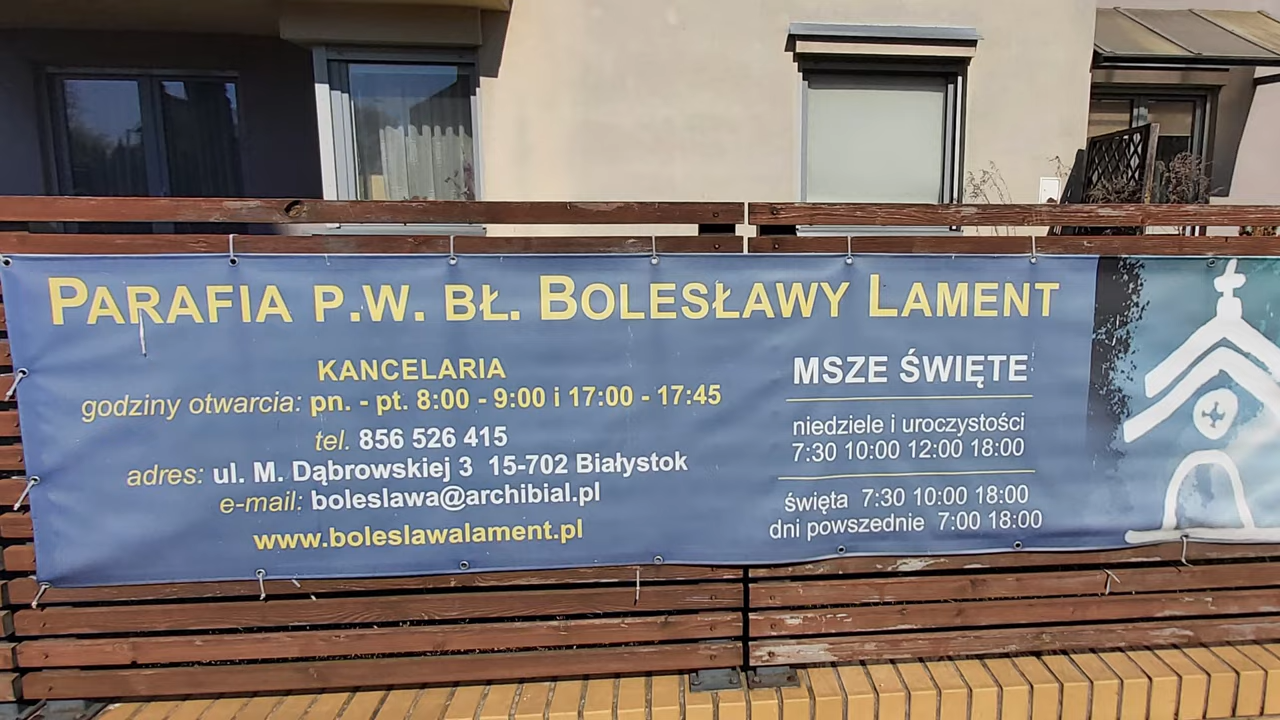 PARAFIA P.W. BŁ. BOLESŁAWY LAMENT
KANCELARIA
godziny otwarcia: pn. - pt. 8:00 - 9:00 i 17:00 - 17:45
tel. 856 526 415
adres: ul. M. Dąbrowskiej 3 15-702 Białystok
e-mail: boleslawa@archibial.pl
www.boleslawalament.pl
MSZE ŚWIĘTE
niedziele i uroczystości
7:30 10:00 12:00 18:00
święta 7:30 10:00 18:00
dni powszednie 7:00 18:00